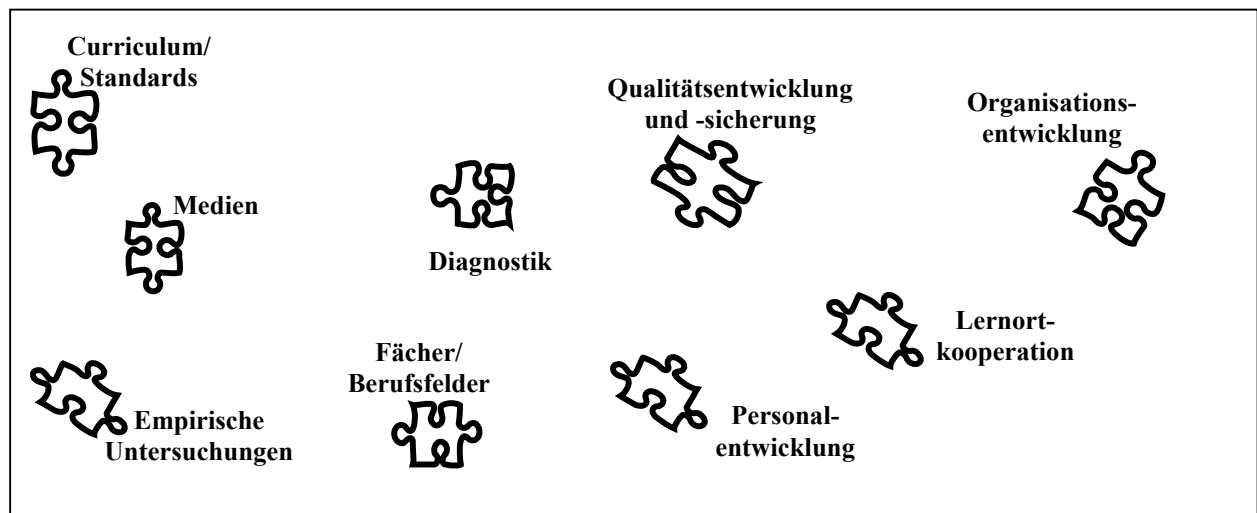 Curriculum/
Standards
Qualitätsentwicklung
und -sicherung
Organisations-
entwicklung
Medien
Diagnostik
Lernort-
kooperation
Fächer/
Berufsfelder
Empirische
Untersuchungen
Personal-
entwicklung